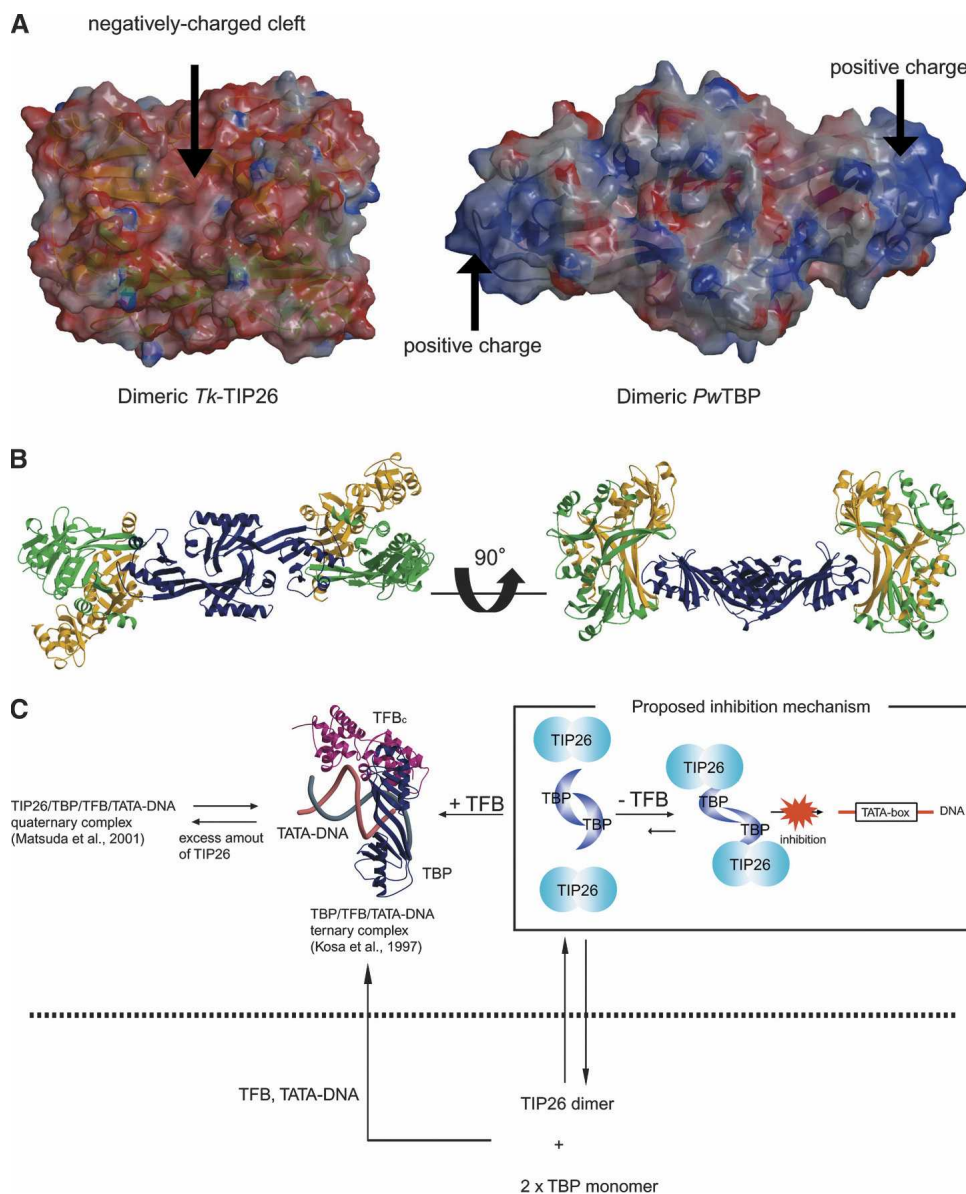 A
negatively-charged cleft
positive charge
positive charge
Dimeric Tk-TIP26
Dimeric PwTBP
B
90°
C
Proposed inhibition mechanism
TFBc
TIP26
TIP26
TBP
TBP
TBP
TBP
TIP26/TBP/TFB/TATA-DNA
quaternary complex
(Matsuda et al., 2001)
excess amout
of TIP26
TATA-DNA
+ TFB
- TFB
inhibition
TATA-box
DNA
TBP
TIP26
TIP26
TBP/TFB/TATA-DNA
ternary complex
(Kosa et al., 1997)
TFB, TATA-DNA
TIP26 dimer
+
2 x TBP monomer